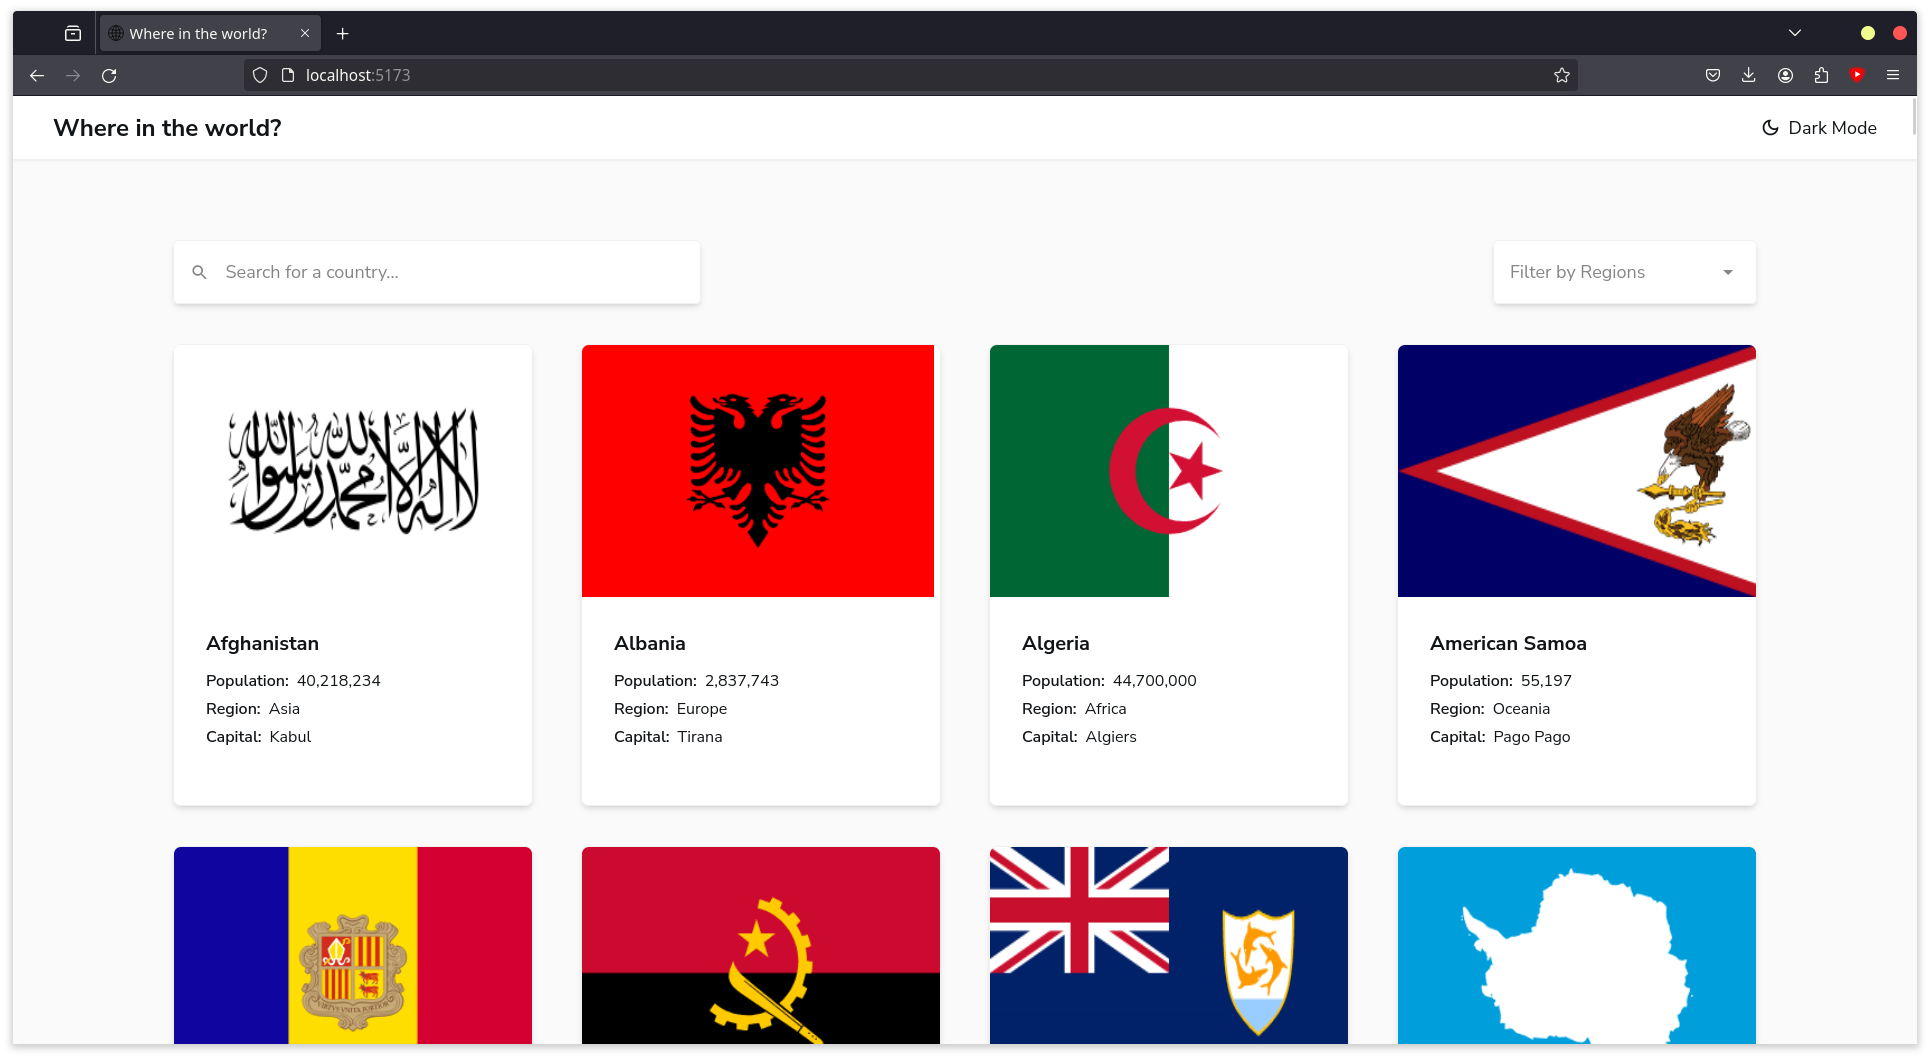 Where in the world?
localhost:5173
Where in the world?
Dark Mode
Search for a country...
Filter by Regions
لا إله إلا الله محمد رسول الله
Afghanistan
Population: 40,218,234
Region: Asia
Capital: Kabul
Albania
Population: 2,837,743
Region: Europe
Capital: Tirana
Algeria
Population: 44,700,000
Region: Africa
Capital: Algiers
American Samoa
Population: 55,197
Region: Oceania
Capital: Pago Pago